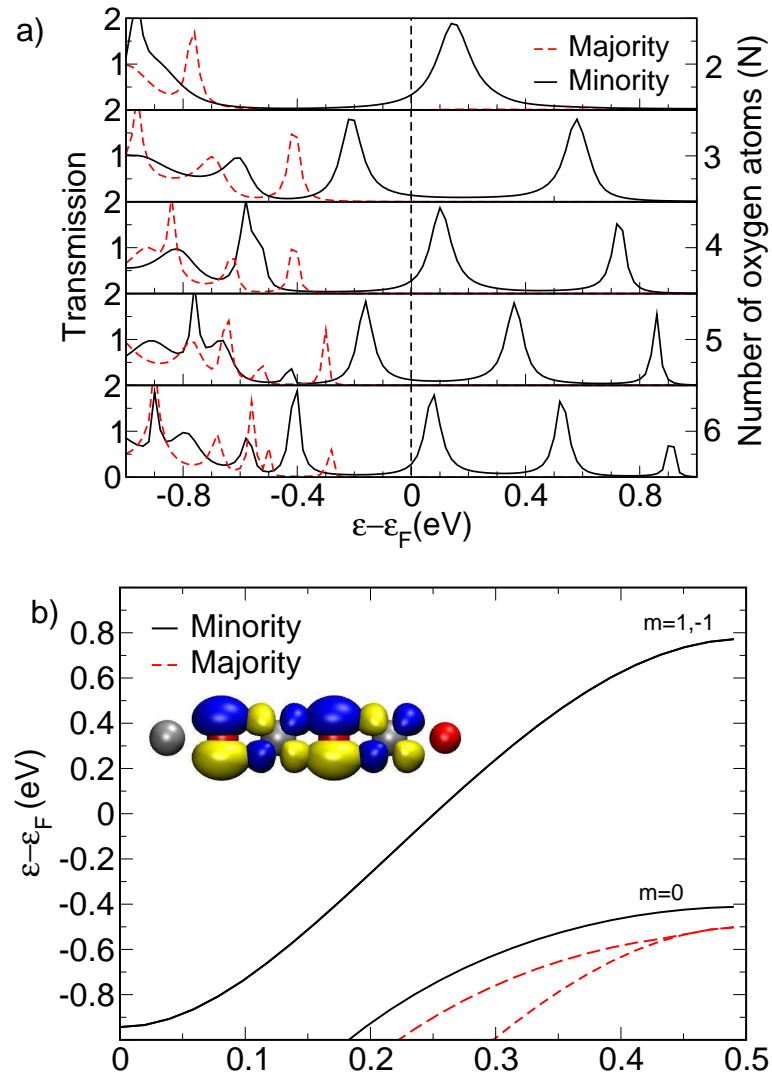 a)
2
Majority
Minority
1
2
2
1
3
2
1
4
2
1
5
2
1
6
0
Transmission
Number of oxygen atoms (N)
-0.8 -0.4 0 0.4 0.8
ε−ε_F(eV)
b)
Minority
Majority
m=1,-1
m=0
0.8
0.6
0.4
0.2
0
-0.2
-0.4
-0.6
-0.8
ε−ε_F (eV)
0 0.1 0.2 0.3 0.4 0.5